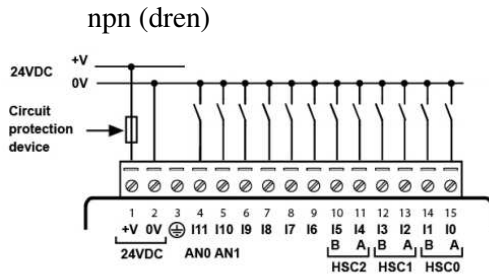 npn (dren)
+V
24VDC
0V
Circuit
protection
device
1 2 3 4 5 6 7 8 9 10 11 12 13 14 15
+V 0V I11 I10 I9 I8 I7 I6 I5 I4 I3 I2 I1 I0
B A B A B A
24VDC AN0 AN1
HSC2 HSC1 HSC0